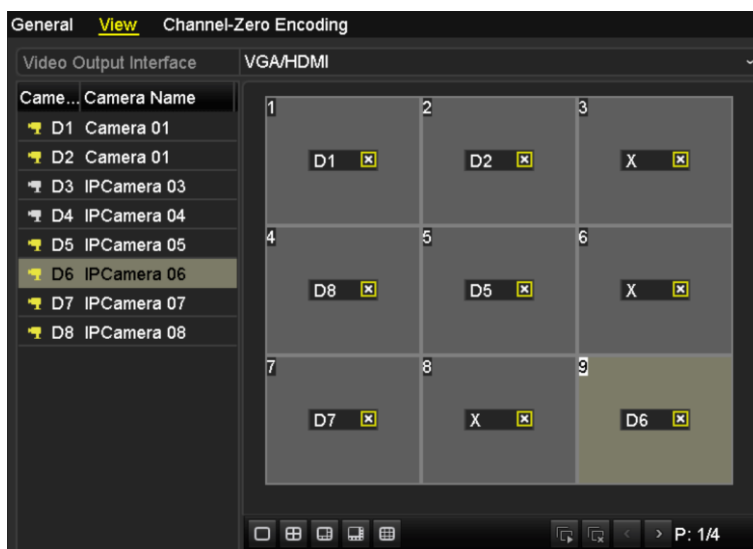 General View Channel-Zero Encoding
Video Output Interface VGA/HDMI
Came... Camera Name
D1 Camera 01
D2 Camera 01
D3 IPCamera 03
D4 IPCamera 04
D5 IPCamera 05
D6 IPCamera 06
D7 IPCamera 07
D8 IPCamera 08
1 2 3
D1 D2 X
4 5 6
D8 D5 X
7 8 9
D7 X D6
P: 1/4